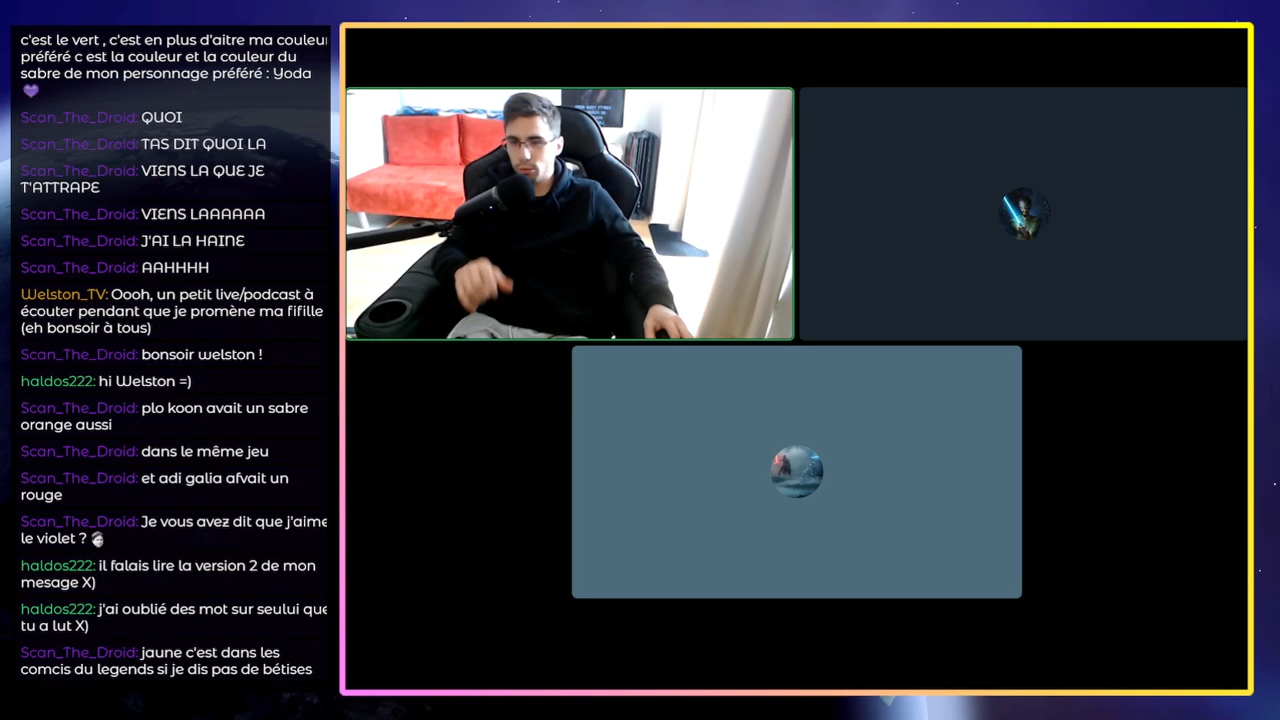 c'est le vert , c'est en plus d'aitre ma couleur
préféré c est la couleur et la couleur du
sabre de mon personnage préféré : Yoda
💜
Scan_The_Droid: QUOI
Scan_The_Droid: TAS DIT QUOI LA
Scan_The_Droid: VIENS LA QUE JE
T'ATTRAPE
Scan_The_Droid: VIENS LAAAAAA
Scan_The_Droid: J'AI LA HAINE
Scan_The_Droid: AAHHHH
Welston_TV: Oooh, un petit live/podcast à
écouter pendant que je promène ma fifille
(eh bonsoir à tous)
Scan_The_Droid: bonsoir welston !
haldos222: hi Welston =)
Scan_The_Droid: plo koon avait un sabre
orange aussi
Scan_The_Droid: dans le même jeu
Scan_The_Droid: et adi galia afvait un
rouge
Scan_The_Droid: Je vous avez dit que j'aime
le violet ?
haldos222: il falais lire la version 2 de mon
mesage X)
haldos222: j'ai oublié des mot sur seului que
tu a lut X)
Scan_The_Droid: jaune c'est dans les
comcis du legends si je dis pas de bétises